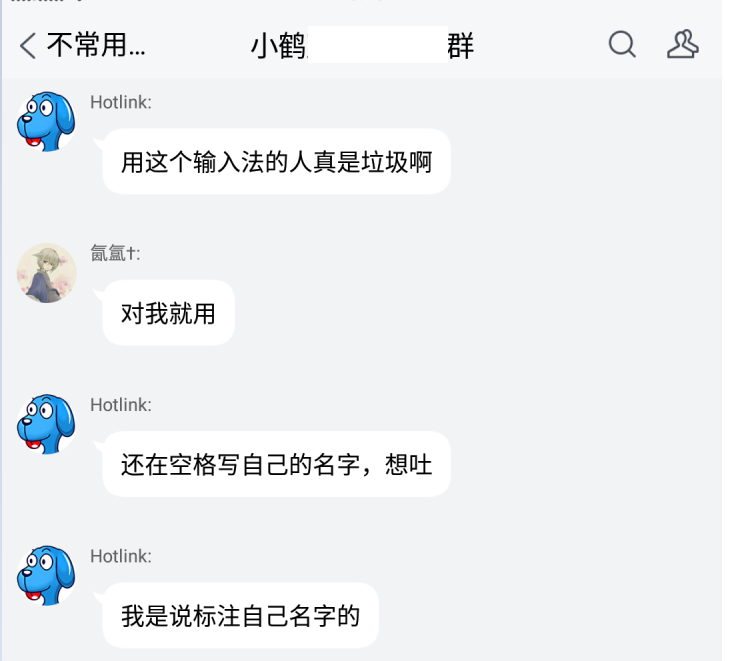 不常用...
小鹤
群
Hotlink:
用这个输入法的人真是垃圾啊
氤氲†:
对我就用
Hotlink:
还在空格写自己的名字，想吐
Hotlink:
我是说标注自己名字的